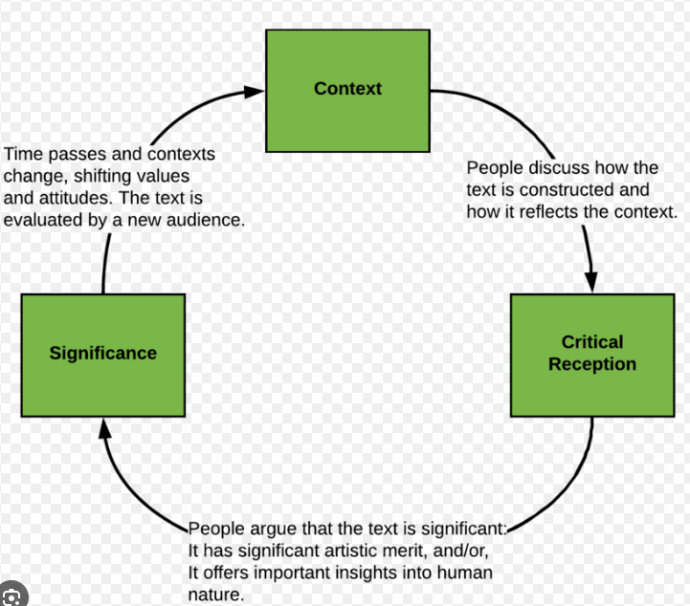 Context
Time passes and contexts
change, shifting values
and attitudes. The text is
evaluated by a new audience.
People discuss how the
text is constructed and
how it reflects the context.
Significance
Critical
Reception
People argue that the text is significant:
It has significant artistic merit, and/or,
It offers important insights into human
nature.